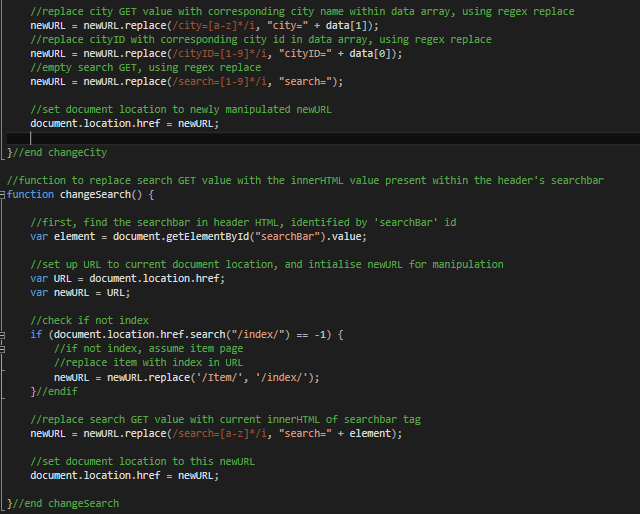 //replace city GET value with corresponding city name within data array, using regex replace
newURL = newURL.replace(/city=[a-z]*/i, "city=" + data[1]);
//replace cityID with corresponding city id in data array, using regex replace
newURL = newURL.replace(/cityID=[1-9]*/i, "cityID=" + data[0]);
//empty search GET, using regex replace
newURL = newURL.replace(/search=[1-9]*/i, "search=");
//set document location to newly manipulated newURL
document.location.href = newURL;
}//end changeCity
//function to replace search GET value with the innerHTML value present within the header's searchbar
function changeSearch() {
//first, find the searchbar in header HTML, identified by 'searchBar' id
var element = document.getElementById("searchBar").value;
//set up URL to current document location, and intialise newURL for manipulation
var URL = document.location.href;
var newURL = URL;
//check if not index
if (document.location.href.search("/index/") == -1) {
//if not index, assume item page
//replace item with index in URL
newURL = newURL.replace('/Item/', '/index/');
}//endif
//replace search GET value with current innerHTML of searchbar tag
newURL = newURL.replace(/search=[a-z]*/i, "search=" + element);
//set document location to this newURL
document.location.href = newURL;
}//end changeSearch